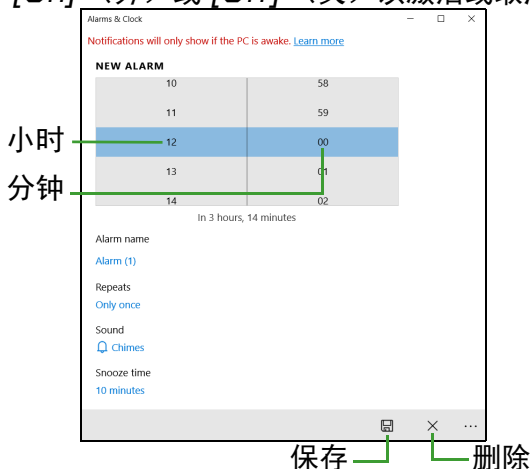 Alarms & Clock
Notifications will only show if the PC is awake. Learn more
NEW ALARM
10 58
11 59
小时 12 00
分钟 13 01
14 02
In 3 hours, 14 minutes
Alarm name
Alarm (1)
Repeats
Only once
Sound
Chimes
Snooze time
10 minutes
保存 删除